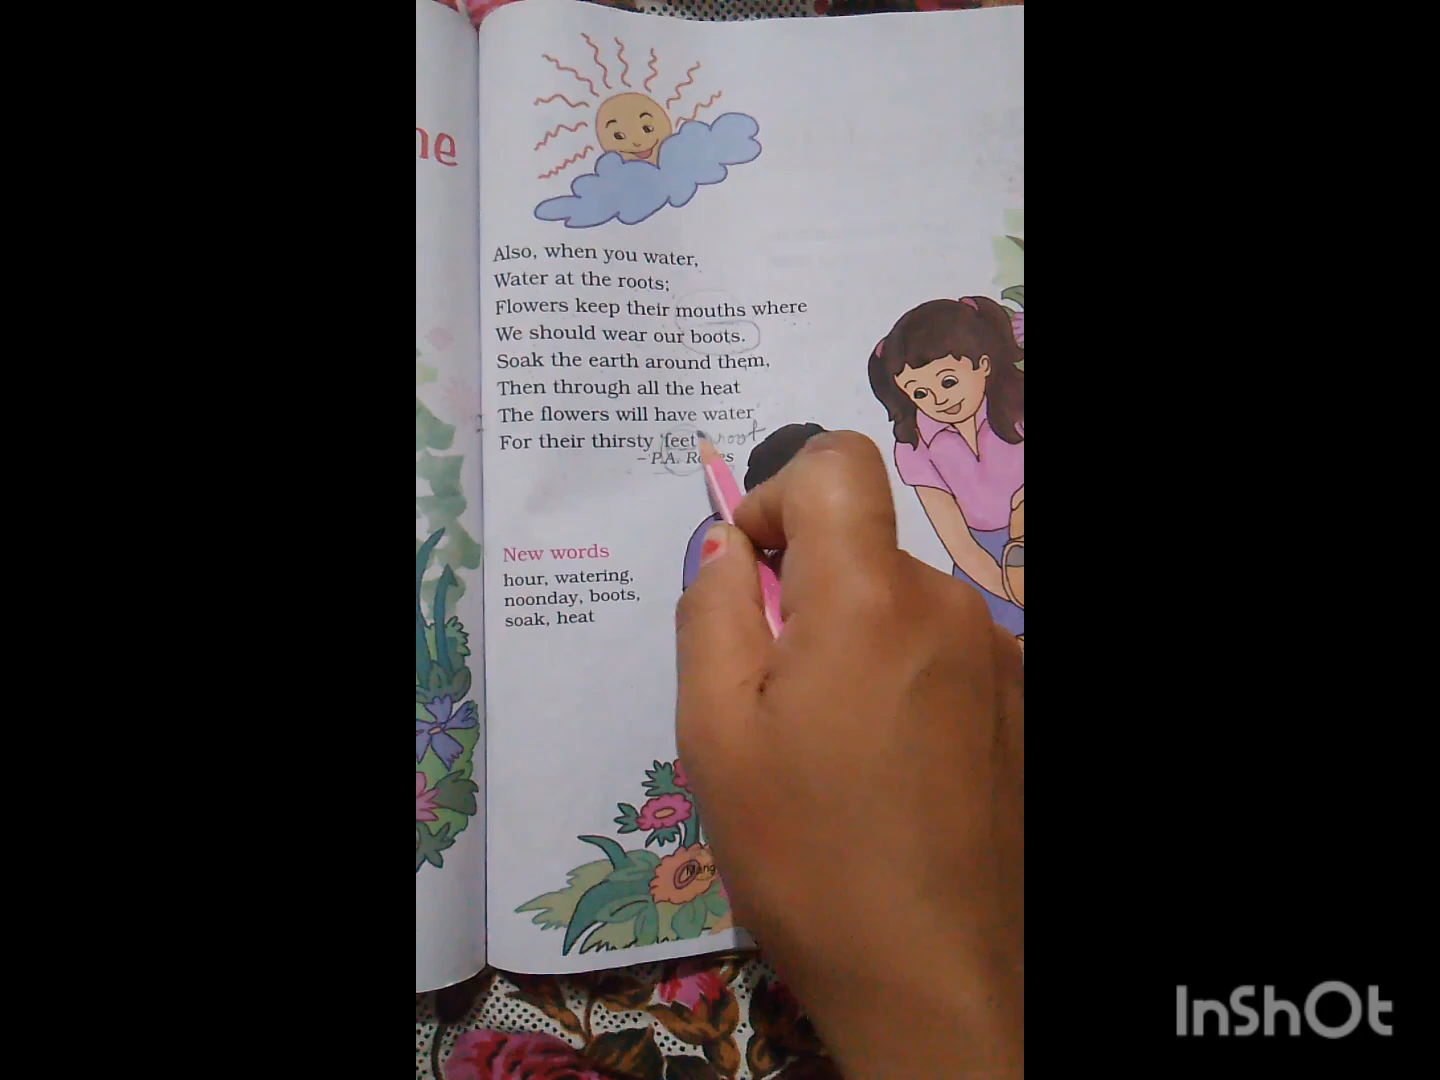 ne
Also, when you water,
Water at the roots;
Flowers keep their mouths where
We should wear our boots.
Soak the earth around them,
Then through all the heat
The flowers will have water
For their thirsty feet root
– P.A.
New words
hour, watering,
noonday, boots,
soak, heat
InShOt